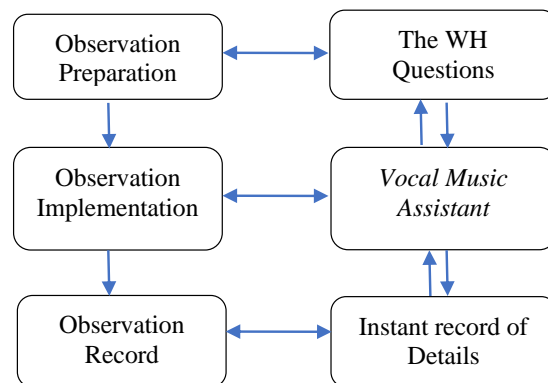 Observation
Preparation
The WH
Questions
Observation
Implementation
Vocal Music
Assistant
Observation
Record
Instant record of
Details